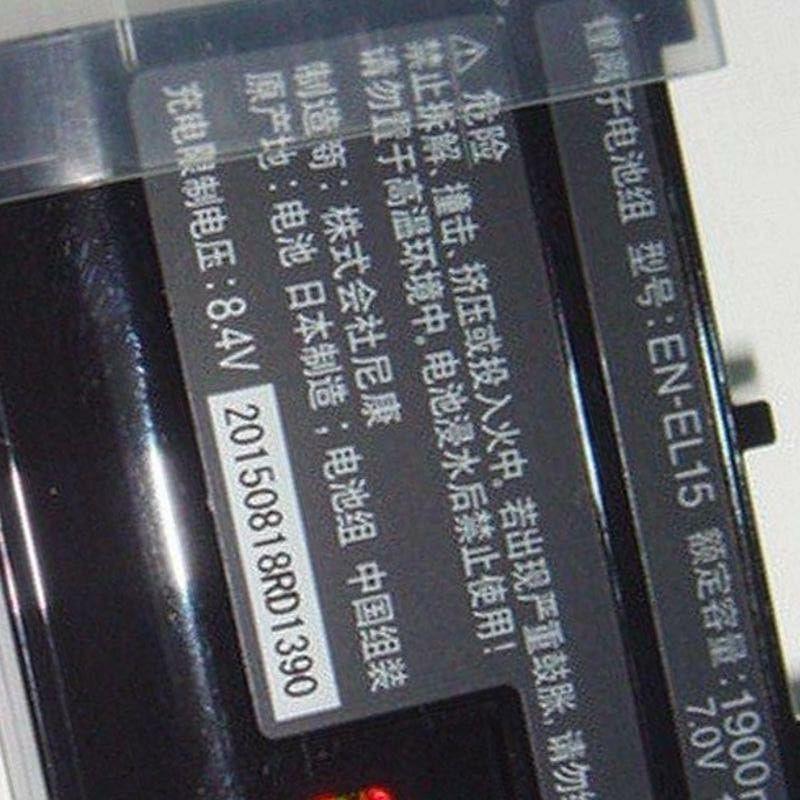 锂离子电池组 型号:EN-EL15 额定容量:1900
7.0V
⚠危险
禁止拆解、撞击、挤压或投入火中。若出现严重鼓胀,请勿
请勿置于高温环境中。电池浸水后禁止使用!
制造商:株式会社尼康
原产地:电池 日本制造;电池组 中国组装
充电限制电压:8.4V 20150818RD1390